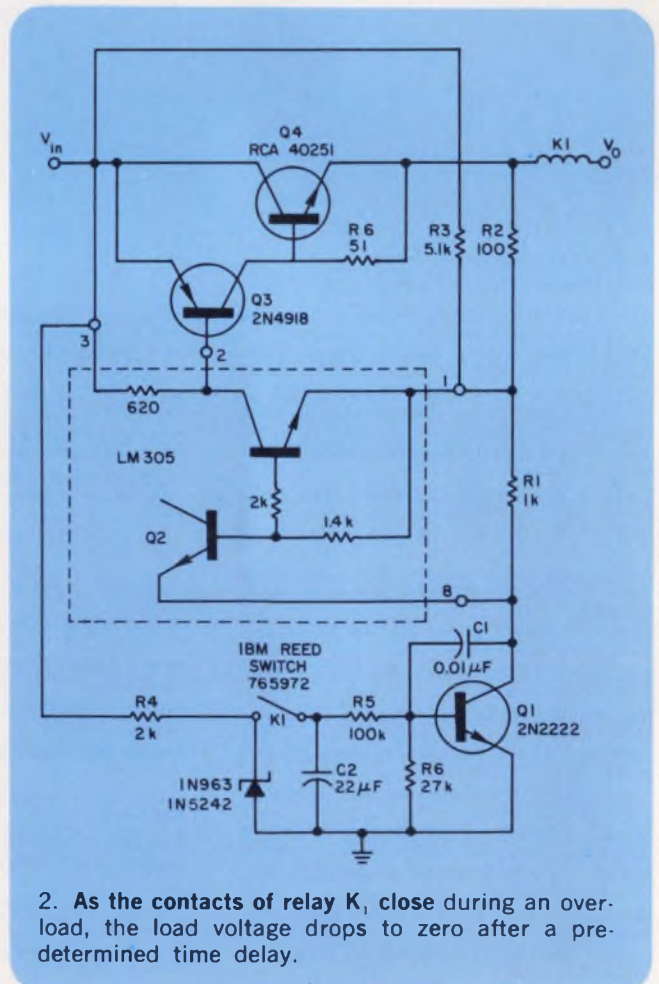 Q4
RCA 40251
Vin
K1
Vo
R6
51
R3
5.1k
R2
100
Q3
2N4918
3
2
1
620
LM 305
R1
1k
2k
1.4k
Q2
8
IBM REED
SWITCH
765972
C1
0.01µF
R4
2k
K1
R5
100k
Q1
2N2222
1N963
1N5242
C2
22µF
R6
27k
2. As the contacts of relay K1 close during an over-
load, the load voltage drops to zero after a pre-
determined time delay.